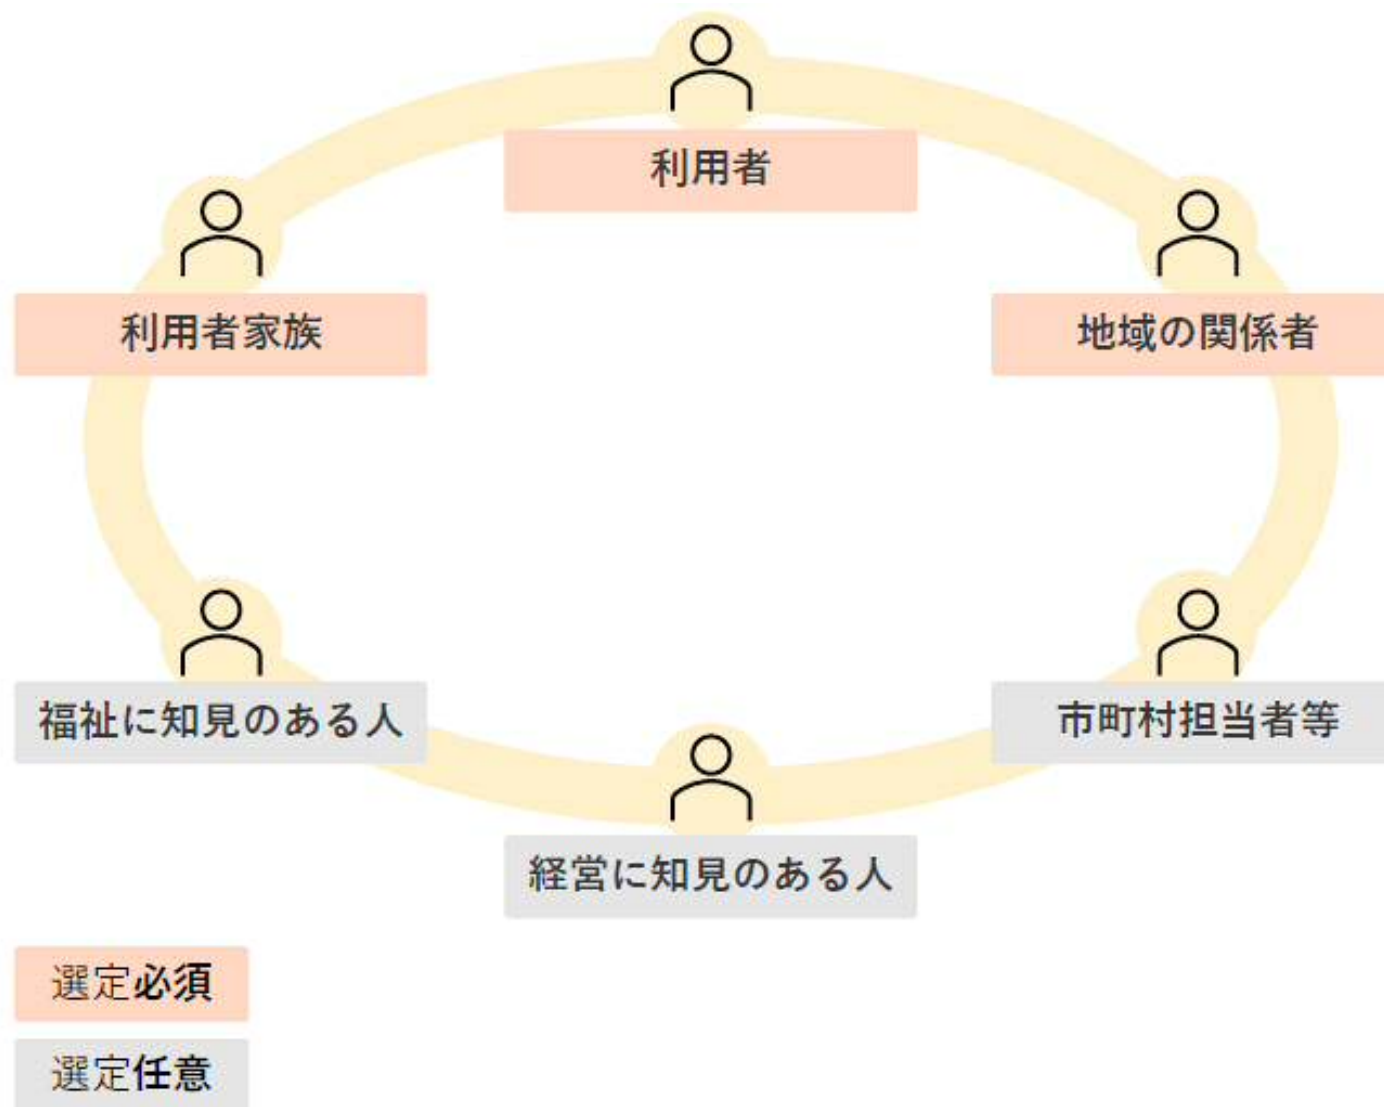 利用者
利用者家族
地域の関係者
福祉に知見のある人
市町村担当者等
経営に知見のある人
選定必須
選定任意